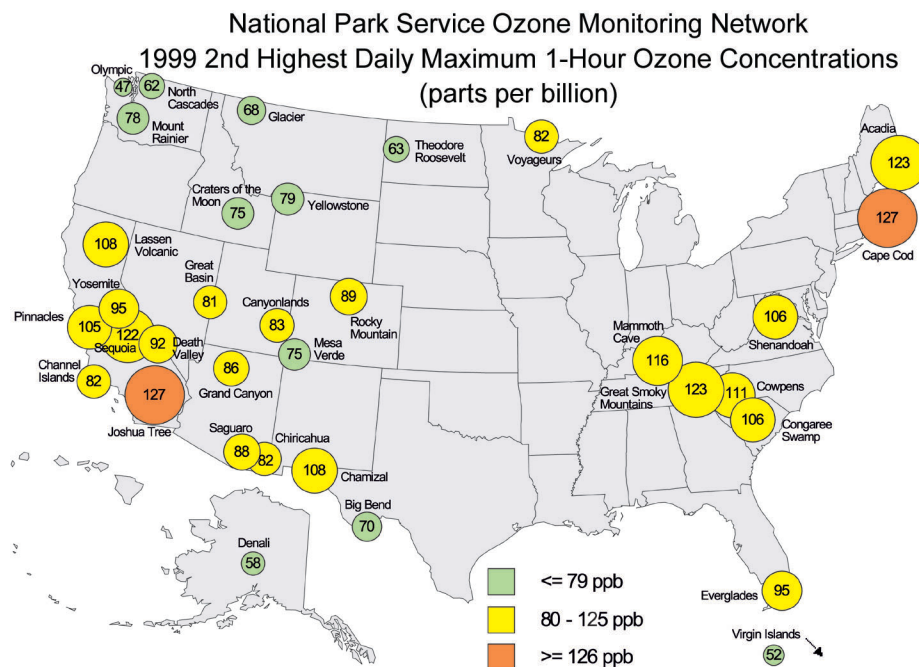 National Park Service Ozone Monitoring Network
1999 2nd Highest Daily Maximum 1-Hour Ozone Concentrations
(parts per billion)
Olympic
47
62
North
Cascades
78
Mount
Rainier
68
Glacier
63
Theodore
Roosevelt
82
Voyageurs
Acadia
123
127
Cape Cod
Craters of the
Moon
75
79
Yellowstone
108
Lassen
Volcanic
Yosemite
95
Great
Basin
81
Canyonlands
83
89
Rocky
Mountain
Pinnacles
105
122
Sequoia
92
Death
Valley
75
Mesa
Verde
Channel
Islands
82
86
Grand Canyon
127
Joshua Tree
Saguaro
88
Chiricahua
82
108
Chamizal
Big Bend
70
Mammoth
Cave
116
106
Shenandoah
Great Smoky
Mountains
123
111
Cowpens
106
Congaree
Swamp
Denali
58
Everglades
95
Virgin Islands
52
<= 79 ppb
80 - 125 ppb
>= 126 ppb